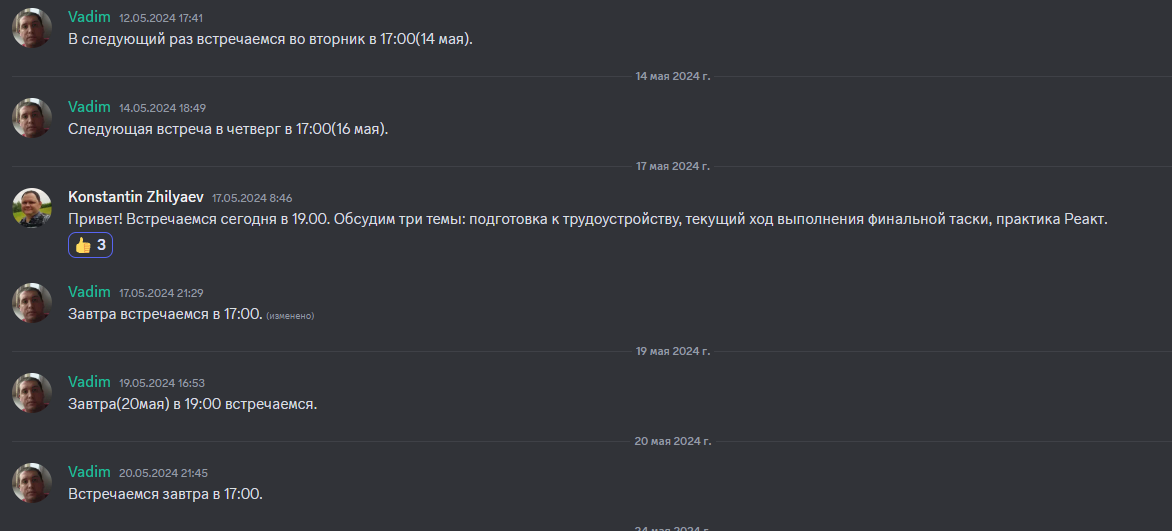 Vadim 12.05.2024 17:41
В следующий раз встречаемся во вторник в 17:00(14 мая).
14 мая 2024 г.
Vadim 14.05.2024 18:49
Следующая встреча в четверг в 17:00(16 мая).
17 мая 2024 г.
Konstantin Zhilyaev 17.05.2024 8:46
Привет! Встречаемся сегодня в 19.00. Обсудим три темы: подготовка к трудоустройству, текущий ход выполнения финальной таски, практика Реакт.
👍 3
Vadim 17.05.2024 21:29
Завтра встречаемся в 17:00. (изменено)
19 мая 2024 г.
Vadim 19.05.2024 16:53
Завтра(20мая) в 19:00 встречаемся.
20 мая 2024 г.
Vadim 20.05.2024 21:45
Встречаемся завтра в 17:00.